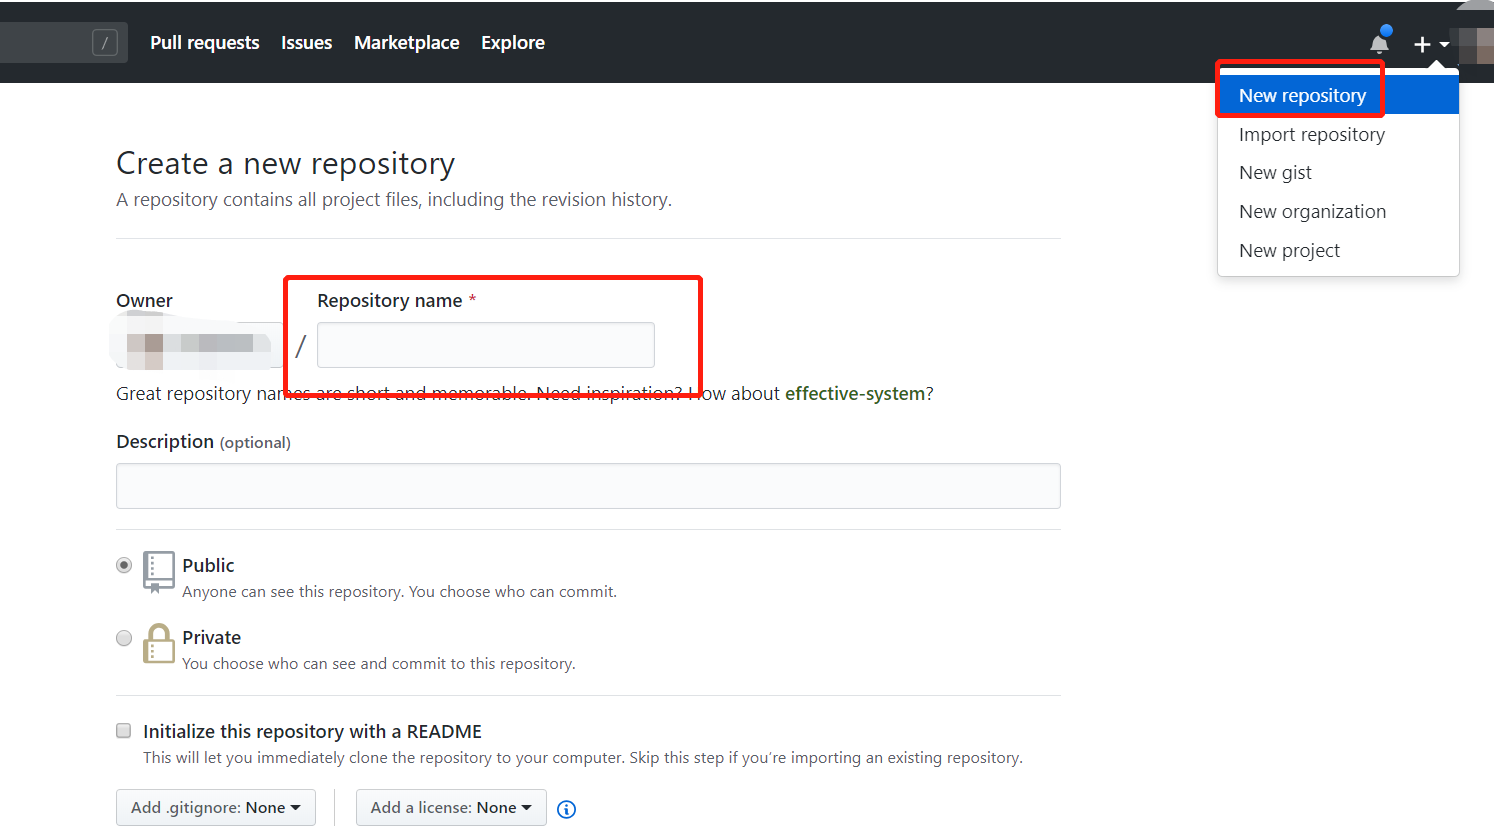 / Pull requests Issues Marketplace Explore
New repository
Import repository
New gist
New organization
New project
Create a new repository
A repository contains all project files, including the revision history.
Owner Repository name *
/
Great repository names are short and memorable. Need inspiration? How about effective-system?
Description (optional)
Public
Anyone can see this repository. You choose who can commit.
Private
You choose who can see and commit to this repository.
Initialize this repository with a README
This will let you immediately clone the repository to your computer. Skip this step if you’re importing an existing repository.
Add .gitignore: None Add a license: None